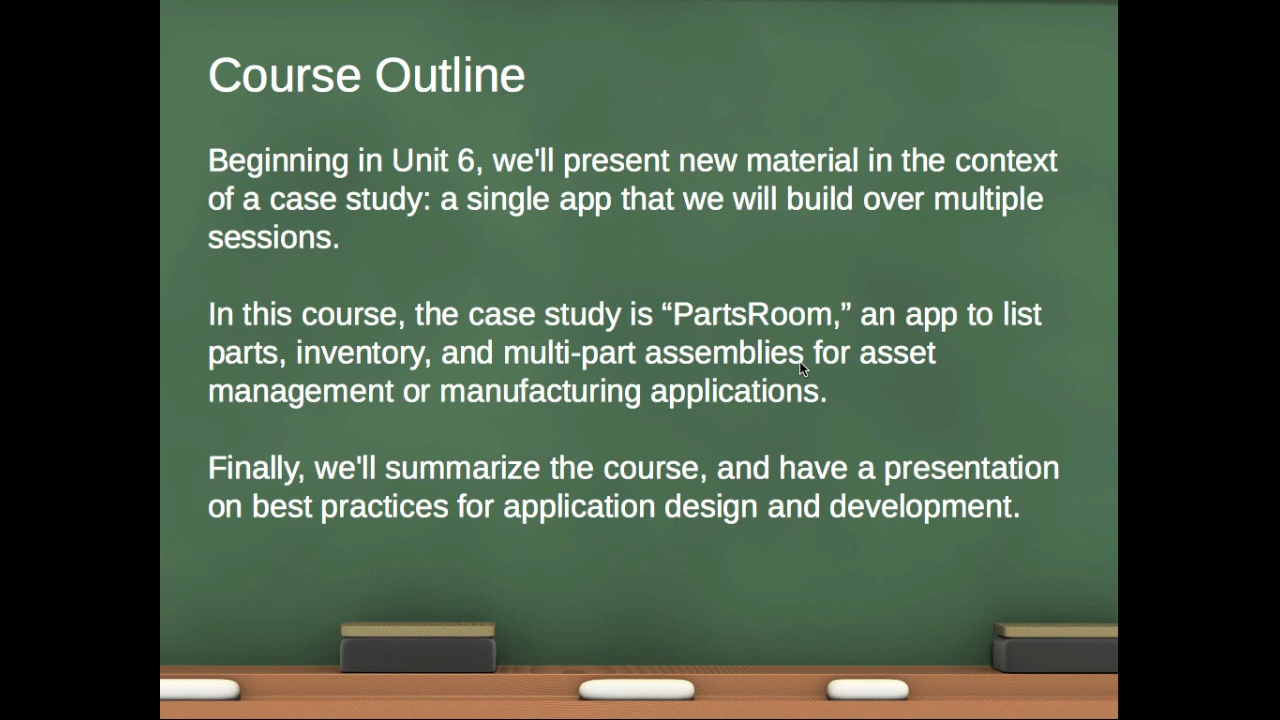 Course Outline
Beginning in Unit 6, we'll present new material in the context
of a case study: a single app that we will build over multiple
sessions.
In this course, the case study is “PartsRoom,” an app to list
parts, inventory, and multi-part assemblies for asset
management or manufacturing applications.
Finally, we'll summarize the course, and have a presentation
on best practices for application design and development.